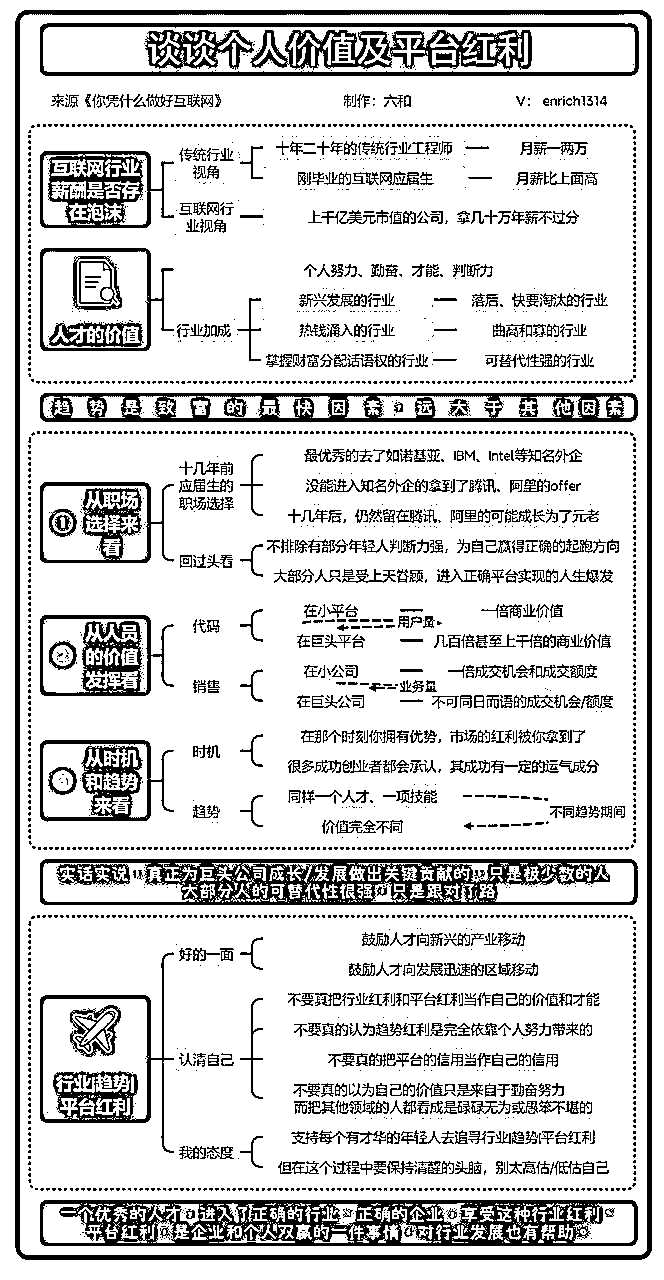 谈谈个人价值及平台红利
来源《你凭什么做好互联网》 制作：六和 V： enrich1314
互联网行业
薪酬是否存
在泡沫
传统行业
视角
十年二十年的传统行业工程师 月薪一两万
刚毕业的互联网应届生 月薪比上面高
互联网行
业视角
上千亿美元市值的公司，拿几十万年薪不过分
人才的价值
个人努力、勤奋、才能、判断力
行业加成
新兴发展的行业 落后、快要淘汰的行业
热钱涌入的行业 曲高和寡的行业
掌握财富分配话语权的行业 可替代性强的行业
趋势是致富的最快因素，远大于其他因素
① 从职场
选择来
看
十几年前
应届生的
职场选择
最优秀的去了如诺基亚、IBM、Intel等知名外企
没能进入知名外企的拿到了腾讯、阿里的offer
十几年后，仍然留在腾讯、阿里的可能成长为了元老
回过头看
不排除有部分年轻人判断力强，为自己赢得正确的起跑方向
大部分人只是受上天眷顾，进入正确平台实现的人生爆发
② 从人员
的价值
发挥看
代码
在小平台 一倍商业价值
用户量
在巨头平台 几百倍甚至上千倍的商业价值
销售
在小公司 一倍成交机会和成交额度
业务量
在巨头公司 不可同日而语的成交机会/额度
③ 从时机
和趋势
来看
时机
在那个时刻你拥有优势，市场的红利被你拿到了
很多成功创业者都会承认，其成功有一定的运气成分
趋势
同样一个人才、一项技能
不同趋势期间
价值完全不同
实话实说，真正为巨头公司成长/发展做出关键贡献的，只是极少数的人
大部分人的可替代性很强，只是跟对了路
行业|趋势|
平台红利
好的一面
鼓励人才向新兴的产业移动
鼓励人才向发展迅速的区域移动
认清自己
不要真把行业红利和平台红利当作自己的价值和才能
不要真的认为趋势红利是完全依靠个人努力带来的
不要真的把平台的信用当作自己的信用
不要真的以为自己的价值只是来自于勤奋努力
而把其他领域的人都看成是碌碌无为或愚笨不堪的
我的态度
支持每个有才华的年轻人去追寻行业|趋势|平台红利
但在这个过程中要保持清醒的头脑，别太高估/低估自己
一个优秀的人才，进入了正确的行业、正确的企业，享受这种行业红利、
平台红利，是企业和个人双赢的一件事情，对行业发展也有帮助。